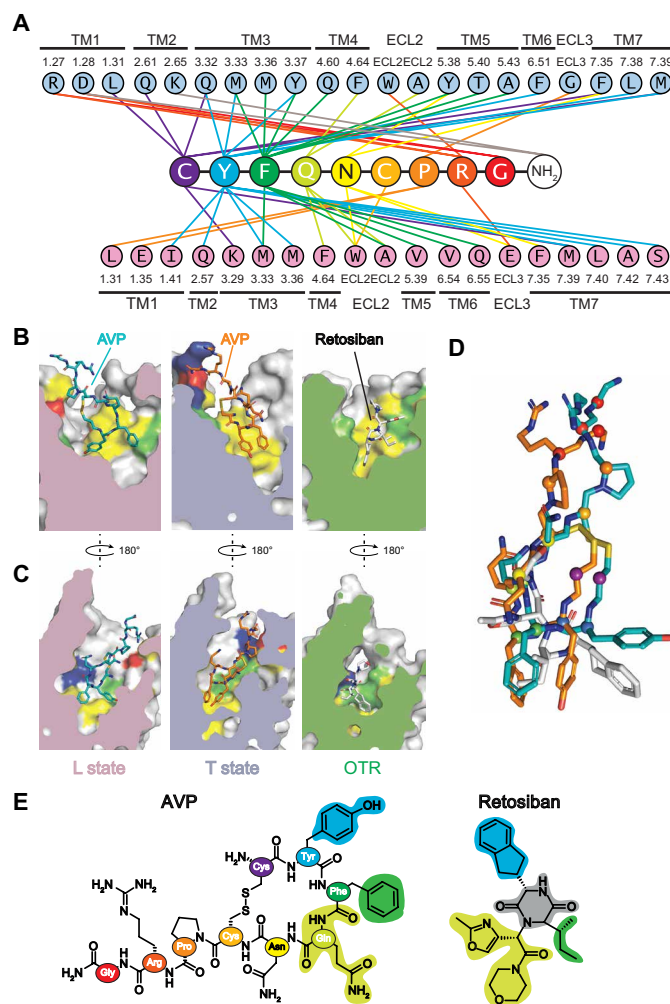 A
TM1 TM2 TM3 TM4 ECL2 TM5 TM6 ECL3 TM7
1.27 1.28 1.31 2.61 2.65 3.32 3.33 3.36 3.37 4.60 4.64 ECL2 ECL2 5.38 5.40 5.43 6.51 ECL3 7.35 7.38 7.39
R D L Q K Q M M Y Q F W A Y T A F G F L M
C Y F Q N C P R G NH2
L E I Q K M M F W A V V Q E F M L A S
1.31 1.35 1.41 2.57 3.29 3.33 3.36 4.64 ECL2 ECL2 5.39 6.54 6.55 ECL3 7.35 7.39 7.40 7.42 7.43
TM1 TM2 TM3 TM4 ECL2 TM5 TM6 ECL3 TM7
B
AVP
AVP
Retosiban
180°
180°
180°
C
L state
T state
OTR
D
E
AVP
Retosiban
OH
H2N
O
N
H
O
Tyr
Cys
NH
NH2
HN
N
S
S
Phe
O
O
NH
Pro
N
Cys
NH
Asn
O
H
N
Gln
H2N
O
Gly
H
N
Arg
O
N
H
O
O
O
NH2
O
NH2
H
N
O
O
N
N
O
O
N
O